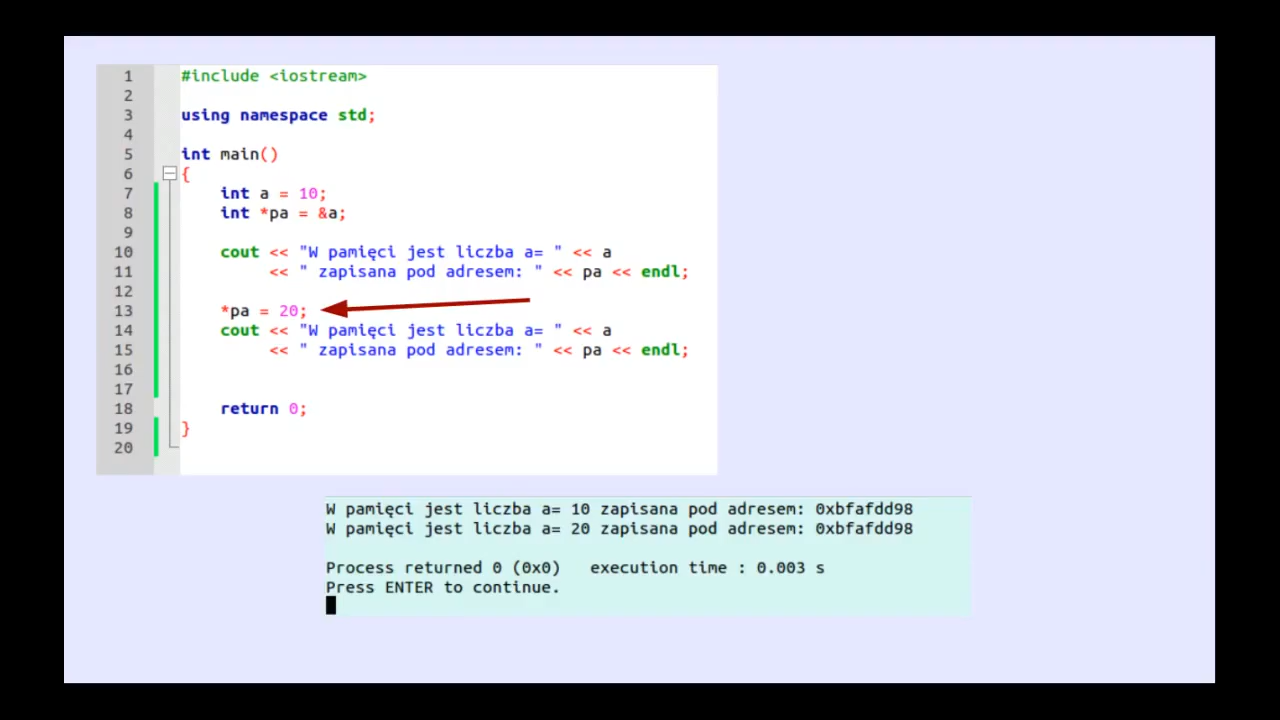 1 #include <iostream>
2
3 using namespace std;
4
5 int main()
6 {
7 int a = 10;
8 int *pa = &a;
9
10 cout << "W pamięci jest liczba a= " << a
11 << " zapisana pod adresem: " << pa << endl;
12
13 *pa = 20;
14 cout << "W pamięci jest liczba a= " << a
15 << " zapisana pod adresem: " << pa << endl;
16
17
18 return 0;
19 }
20
W pamięci jest liczba a= 10 zapisana pod adresem: 0xbfafdd98
W pamięci jest liczba a= 20 zapisana pod adresem: 0xbfafdd98
Process returned 0 (0x0)   execution time : 0.003 s
Press ENTER to continue.